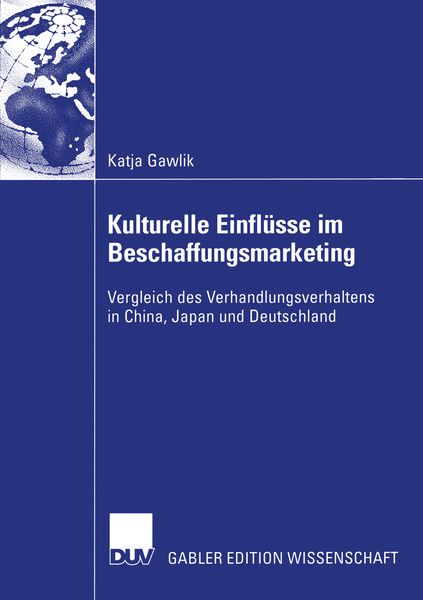 Katja Gawlik
Kulturelle Einflüsse im
Beschaffungsmarketing
Vergleich des Verhandlungsverhaltens
in China, Japan und Deutschland
DUV
GABLER EDITION WISSENSCHAFT